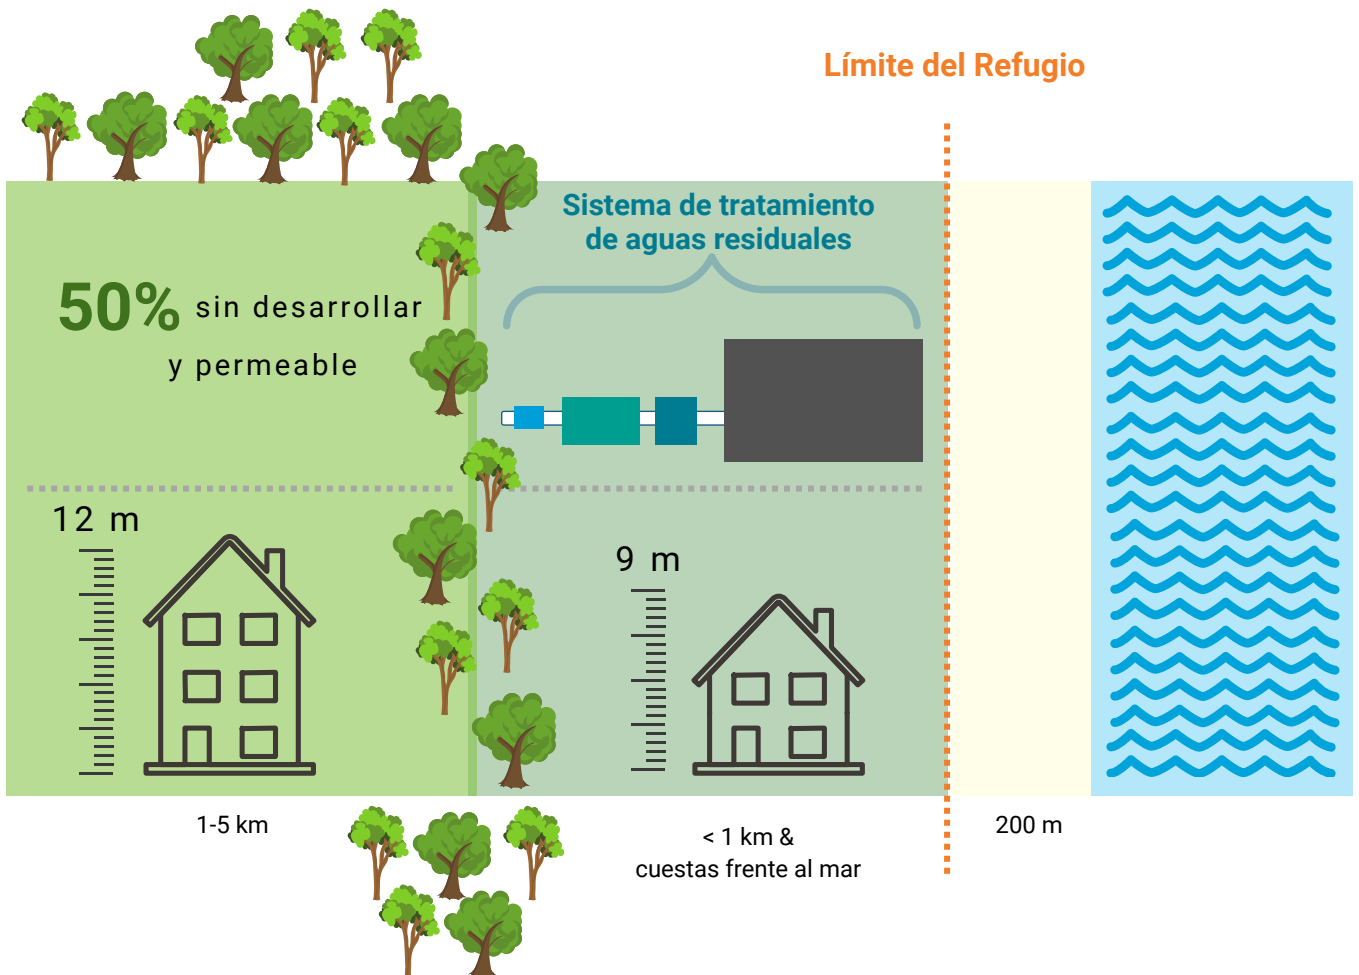 Límite del Refugio
Sistema de tratamiento
de aguas residuales
50% sin desarrollar
y permeable
12 m
9 m
1-5 km
< 1 km &
cuestas frente al mar
200 m